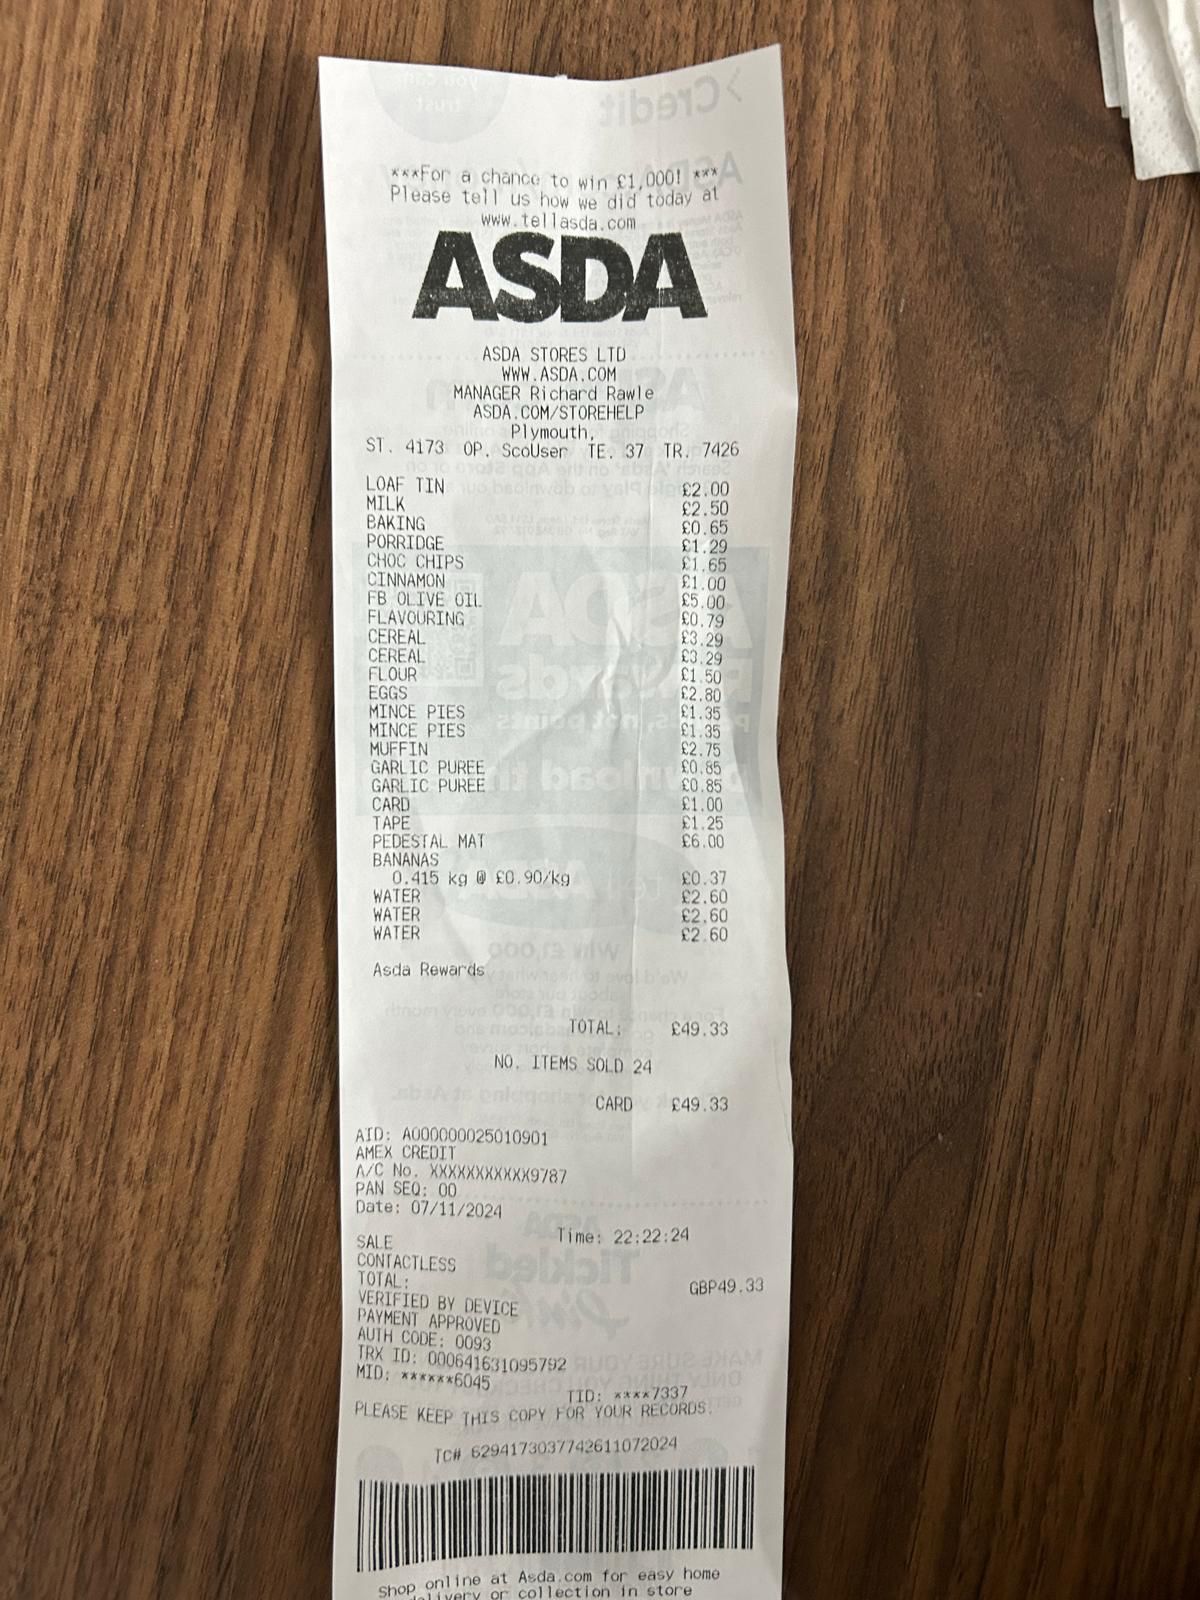 ***For a chance to win £1,000! ***
Please tell us how we did today at
www.tellasda.com
ASDA
ASDA STORES LTD
WWW.ASDA.COM
MANAGER Richard Rawle
ASDA.COM/STOREHELP
Plymouth,
ST. 4173 OP. ScoUser TE. 37 TR. 7426
LOAF TIN £2.00
MILK £2.50
BAKING £0.65
PORRIDGE £1.29
CHOC CHIPS £1.65
CINNAMON £1.00
FB OLIVE OIL £5.00
FLAVOURING £0.79
CEREAL £3.29
CEREAL £3.29
FLOUR £1.50
EGGS £2.80
MINCE PIES £1.35
MINCE PIES £1.35
MUFFIN £2.75
GARLIC PUREE £0.85
GARLIC PUREE £0.85
CARD £1.00
TAPE £1.25
PEDESTAL MAT £6.00
BANANAS
0.415 kg @ £0.90/kg £0.37
WATER £2.60
WATER £2.60
WATER £2.60
Asda Rewards
TOTAL: £49.33
NO. ITEMS SOLD 24
CARD £49.33
AID: A000000025010901
AMEX CREDIT
A/C No. XXXXXXXXXXX9787
PAN SEQ: 00
Date: 07/11/2024
Time: 22:22:24
SALE
CONTACTLESS
TOTAL: GBP49.33
VERIFIED BY DEVICE
PAYMENT APPROVED
AUTH CODE: 0093
TRX ID: 000641631095792
MID: ******6045
TID: ****7337
PLEASE KEEP THIS COPY FOR YOUR RECORDS.
TC# 6294173037742611072024
Shop online at Asda.com for easy home
delivery or collection in store